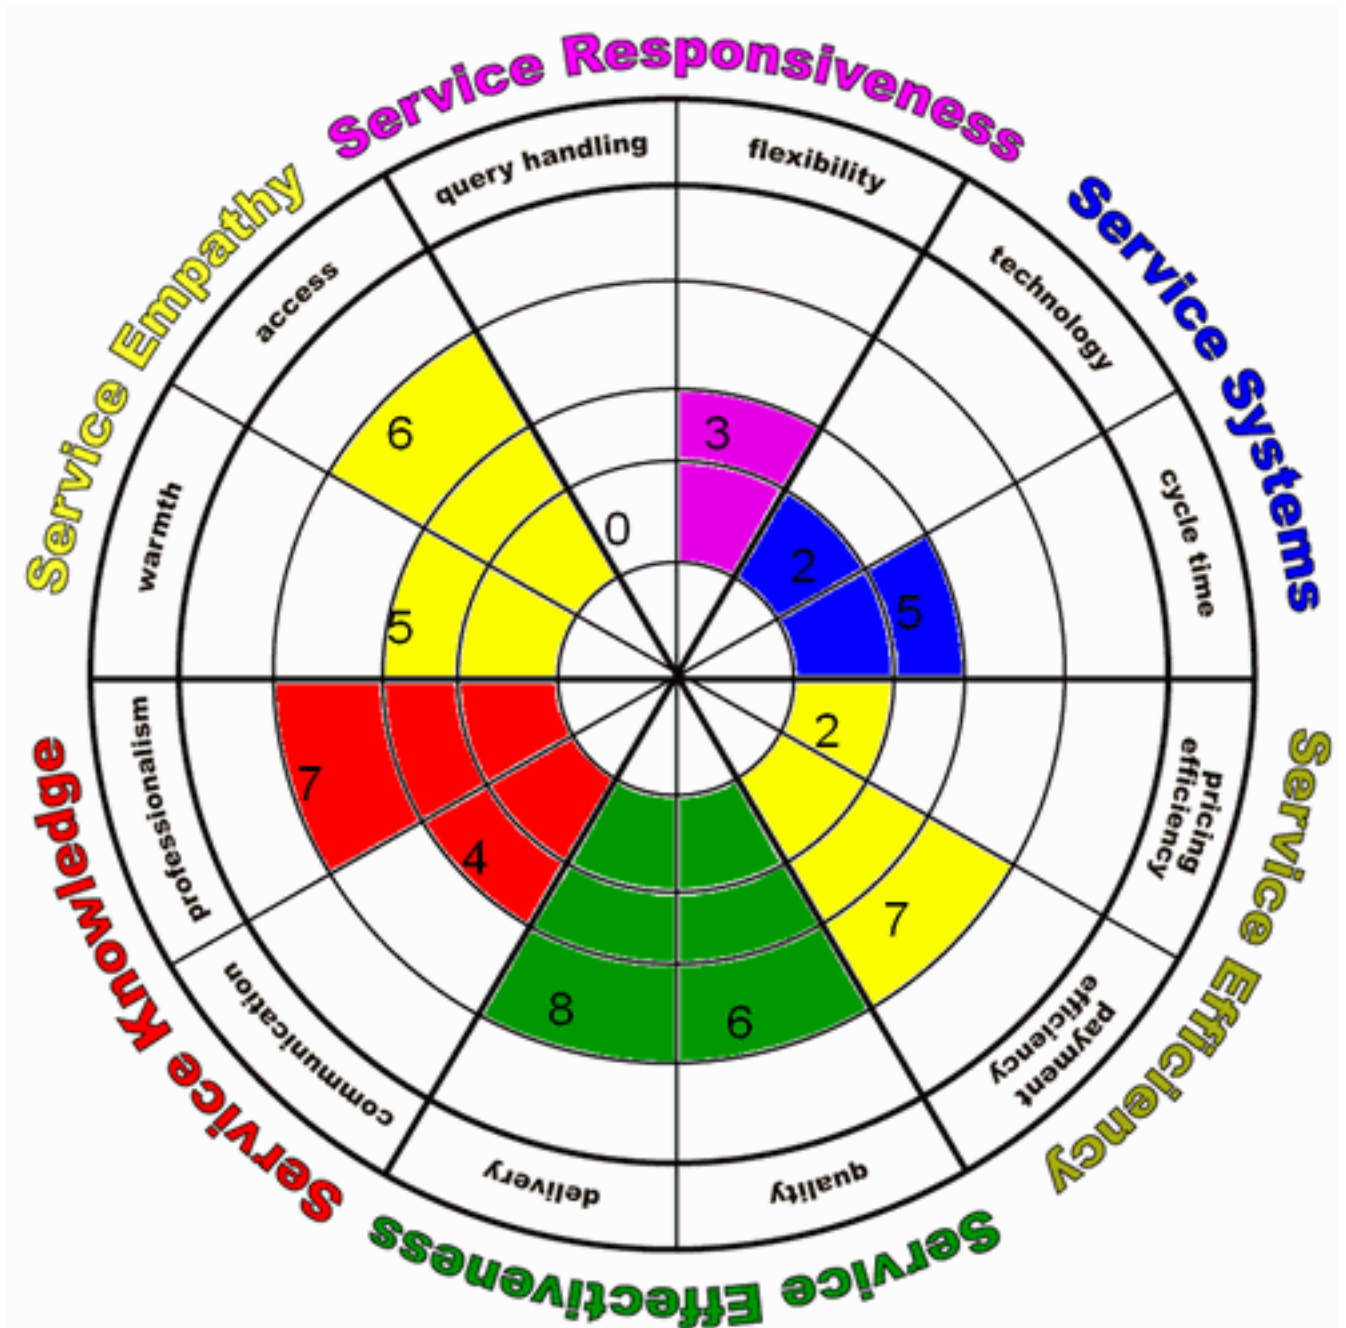 Service Responsiveness
query handling
0
flexibility
3
Service Systems
technology
2
cycle time
5
Service Efficiency
pricing
efficiency
2
payment
efficiency
7
Service Effectiveness
quality
6
delivery
8
Service Knowledge
communication
4
professionalism
7
Service Empathy
warmth
5
access
6